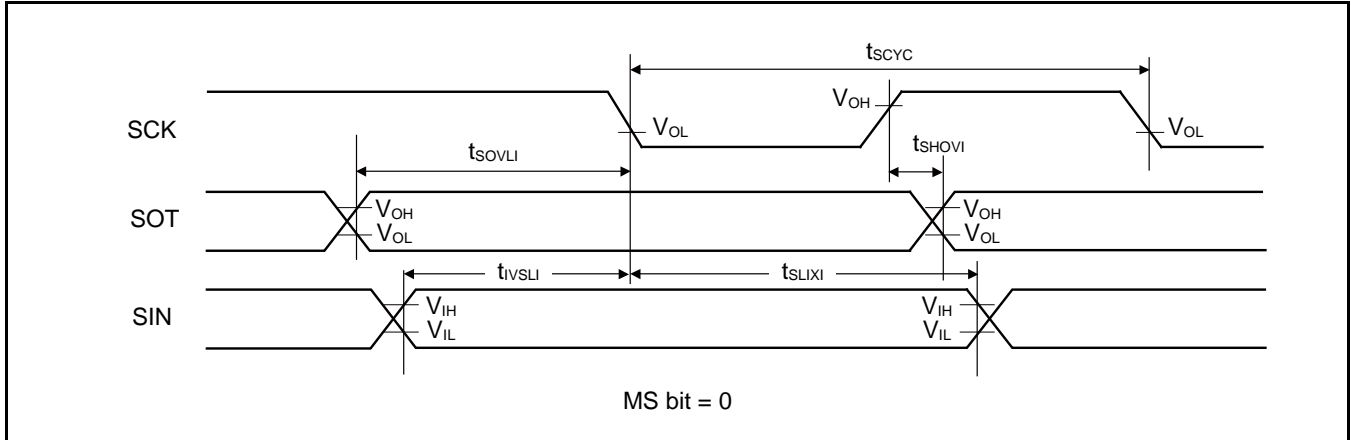 tSCYC
SCK
VOH
VOL
VOL
tSHOVI
tSOVLI
SOT
VOH
VOL
VOH
VOL
tIVSLI
tSLIXI
SIN
VIH
VIL
VIH
VIL
MS bit = 0